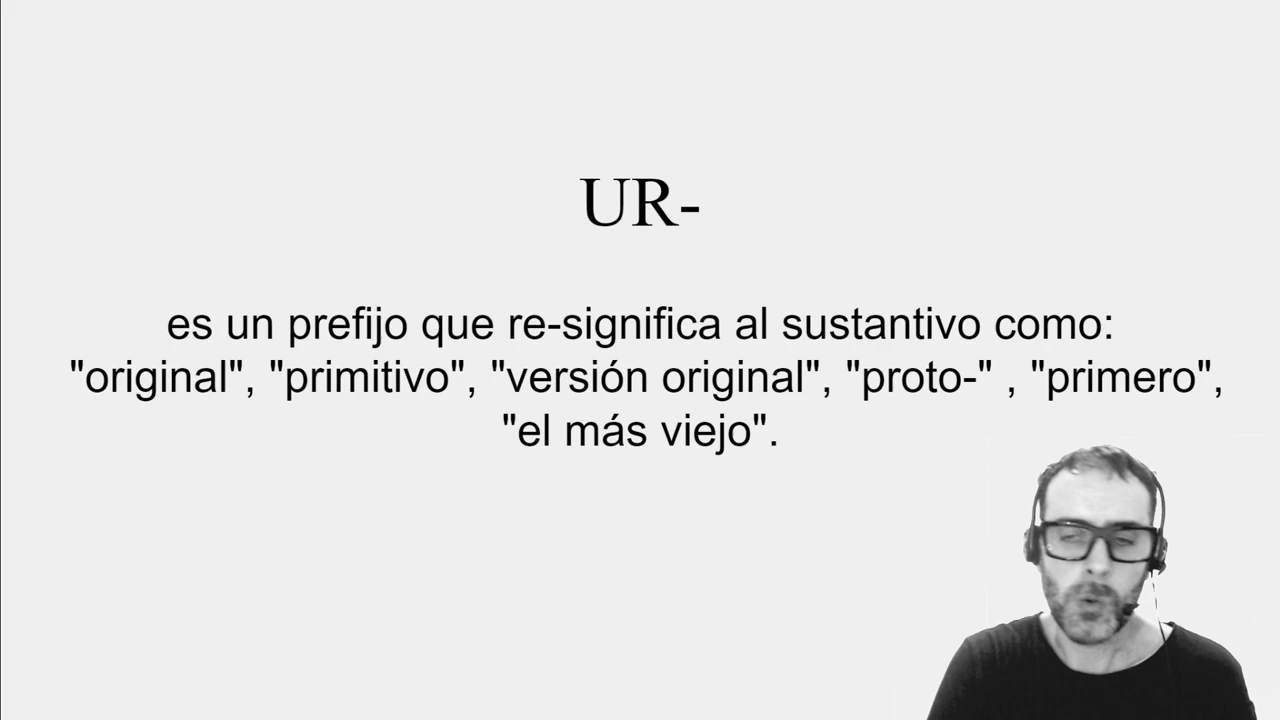 UR-
es un prefijo que re-significa al sustantivo como:
"original", "primitivo", "versión original", "proto-" , "primero",
"el más viejo".